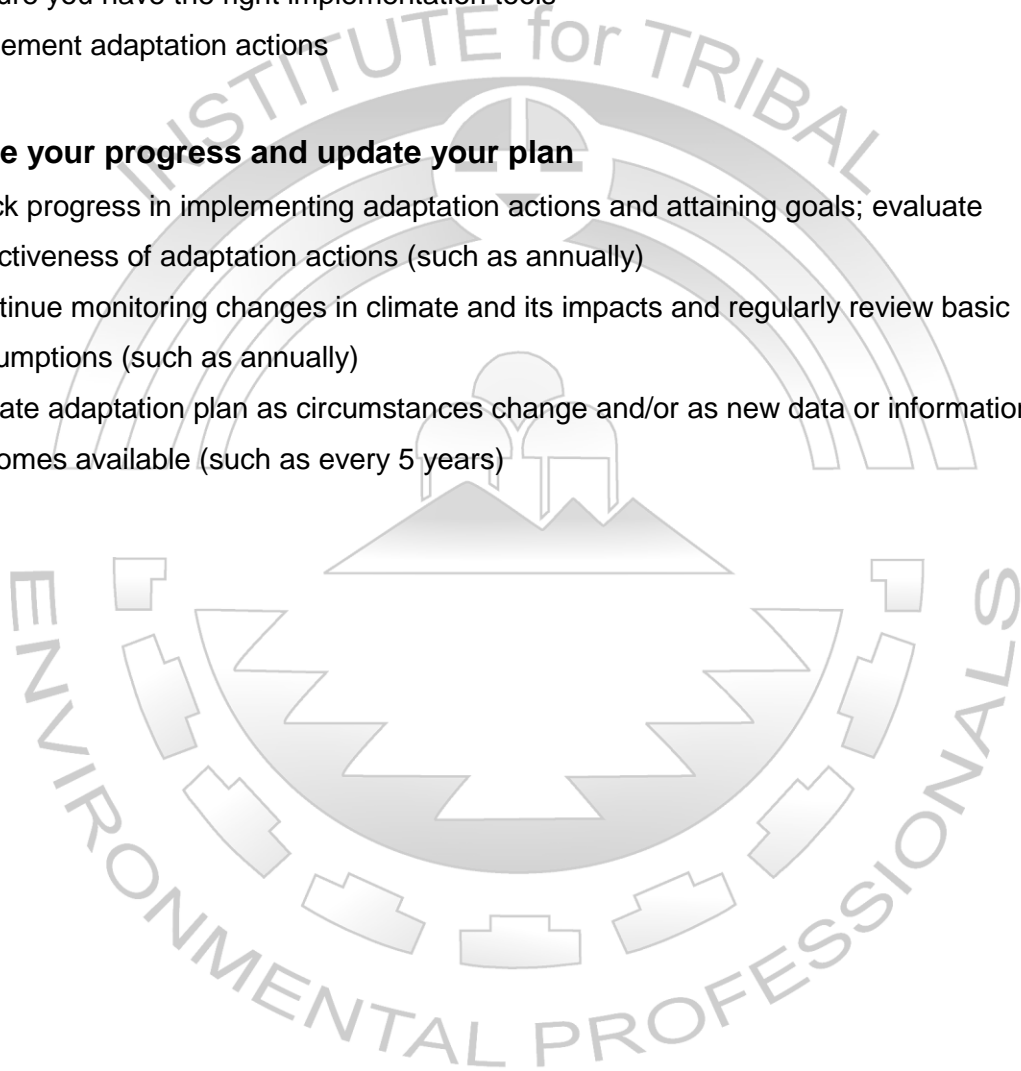 ure you have the right implementation tools
ement adaptation actions
e your progress and update your plan
ck progress in implementing adaptation actions and attaining goals; evaluate
ctiveness of adaptation actions (such as annually)
tinue monitoring changes in climate and its impacts and regularly review basic
umptions (such as annually)
ate adaptation plan as circumstances change and/or as new data or information
omes available (such as every 5 years)
INSTITUTE for TRIBAL
ENVIRONMENTAL PROFESSIONALS